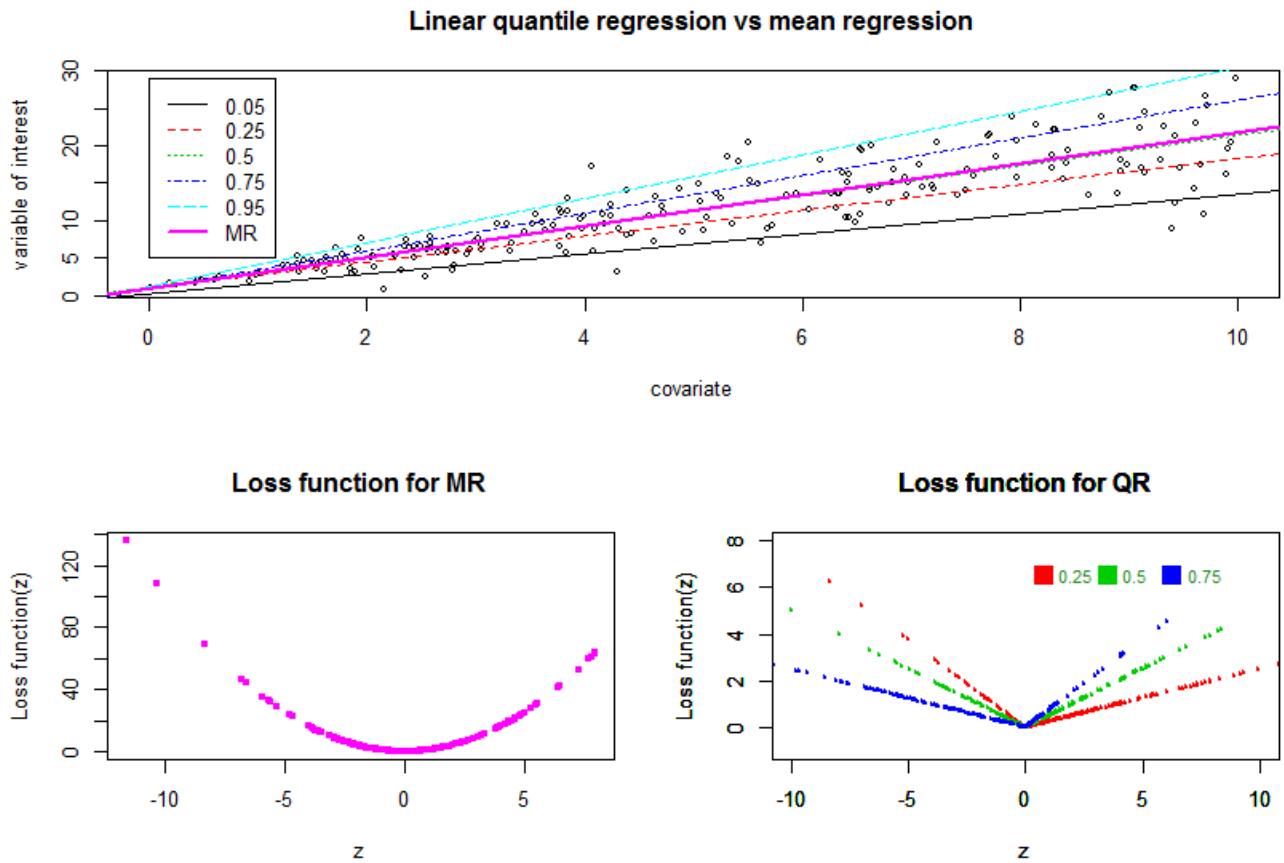 Linear quantile regression vs mean regression
variable of interest
30
20
10
5
0
0.05
0.25
0.5
0.75
0.95
MR
0 2 4 6 8 10
covariate
Loss function for MR
Loss function(z)
120
80
40
0
-10 -5 0 5
z
Loss function for QR
Loss function(z)
8
6
4
2
0
0.25 0.5 0.75
-10 -5 0 5 10
z